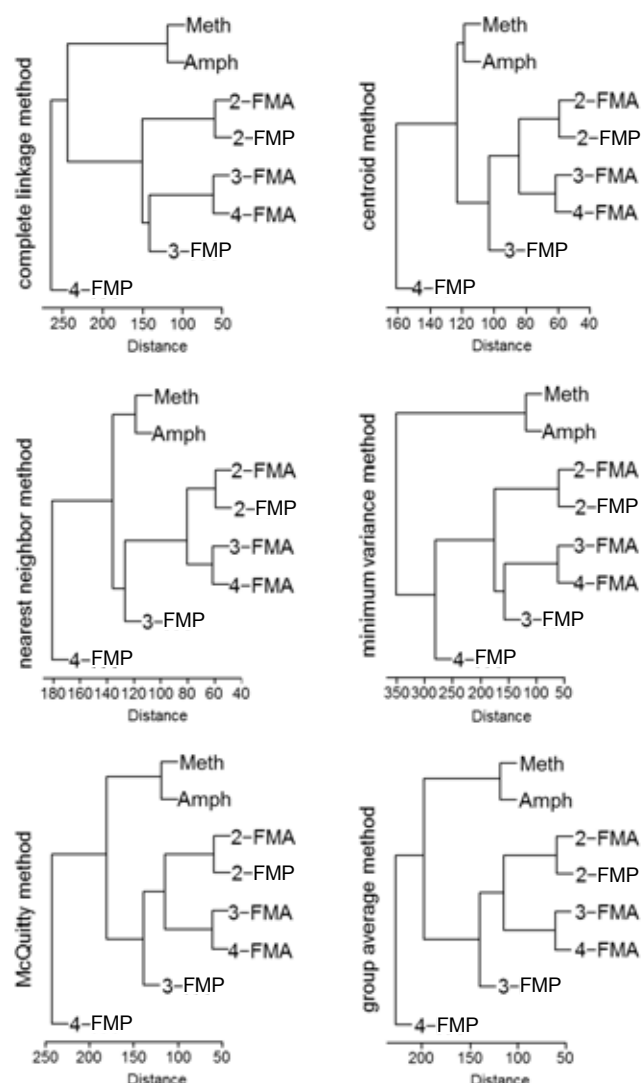 complete linkage method
Meth
Amph
2-FMA
2-FMP
3-FMA
4-FMA
3-FMP
4-FMP
250 200 150 100 50
Distance
centroid method
Meth
Amph
2-FMA
2-FMP
3-FMA
4-FMA
3-FMP
4-FMP
160 140 120 100 80 60 40
Distance
nearest neighbor method
Meth
Amph
2-FMA
2-FMP
3-FMA
4-FMA
3-FMP
4-FMP
180 160 140 120 100 80 60 40
Distance
minimum variance method
Meth
Amph
2-FMA
2-FMP
3-FMA
4-FMA
3-FMP
4-FMP
350 300 250 200 150 100 50
Distance
McQuitty method
Meth
Amph
2-FMA
2-FMP
3-FMA
4-FMA
3-FMP
4-FMP
250 200 150 100 50
Distance
group average method
Meth
Amph
2-FMA
2-FMP
3-FMA
4-FMA
3-FMP
4-FMP
200 150 100 50
Distance